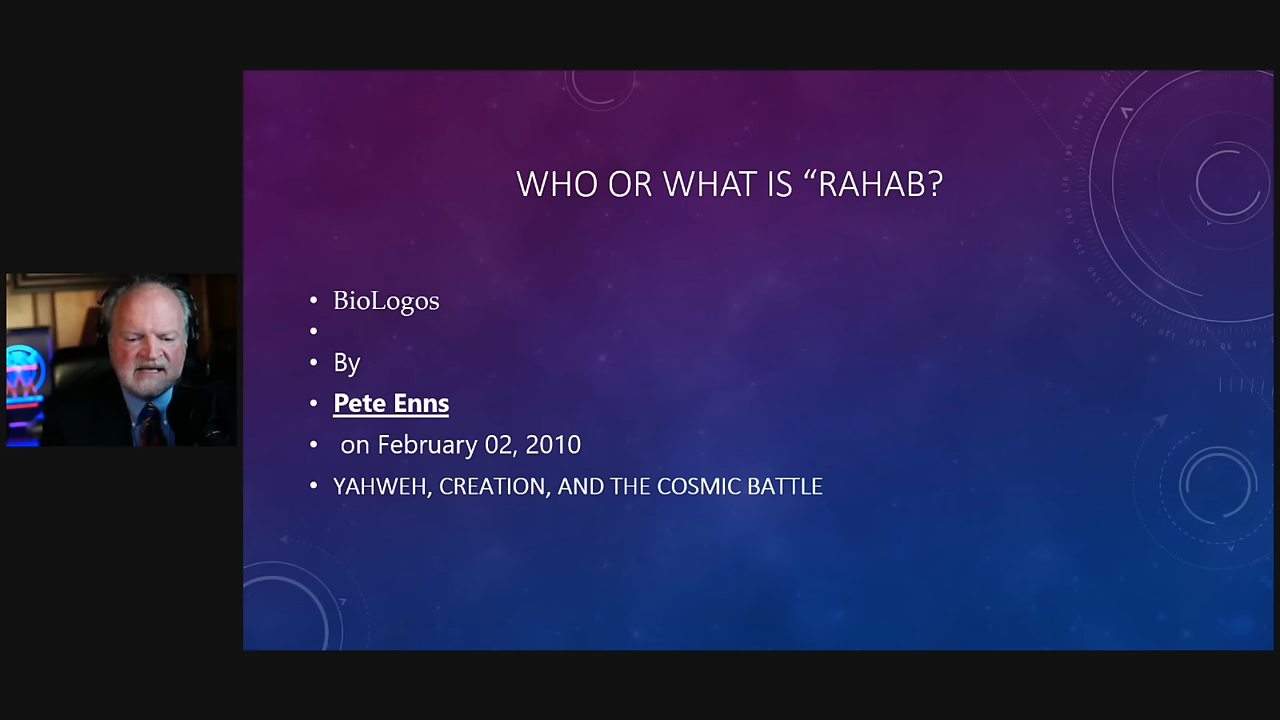 WHO OR WHAT IS “RAHAB?
• BioLogos
•
• By
• Pete Enns
• on February 02, 2010
• YAHWEH, CREATION, AND THE COSMIC BATTLE